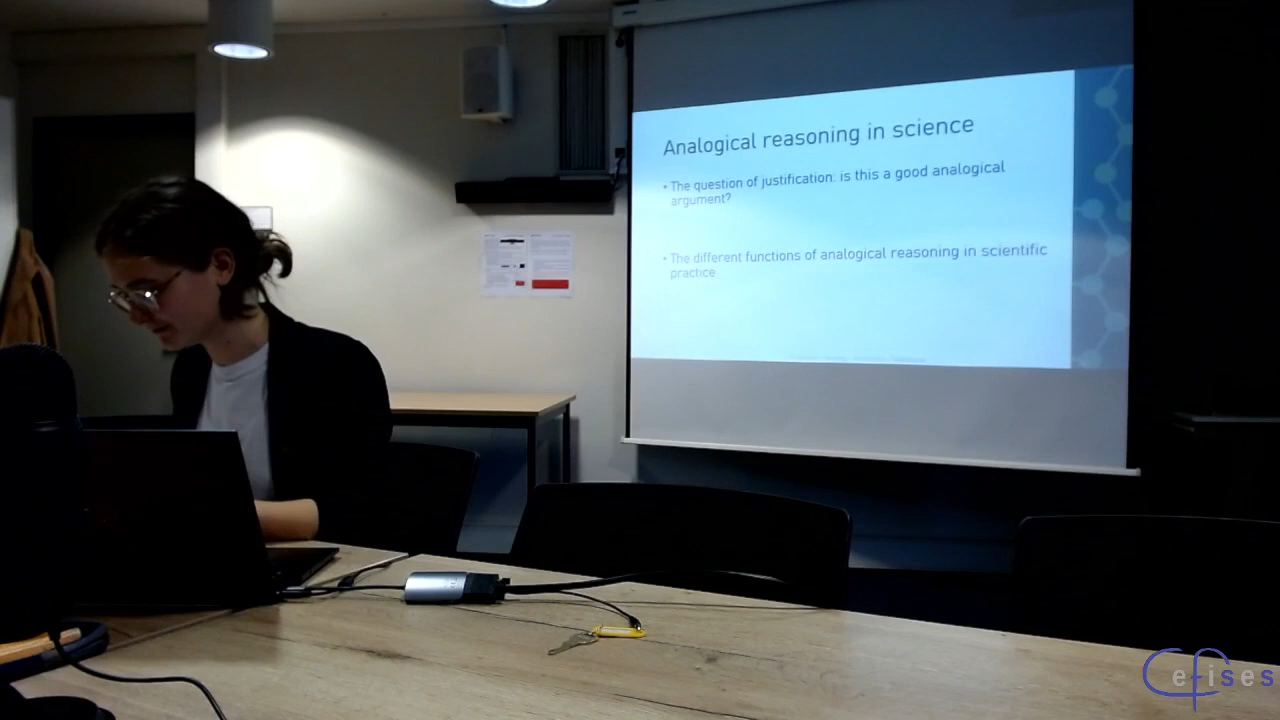 Analogical reasoning in science
• The question of justification: is this a good analogical
argument?
• The different functions of analogical reasoning in scientific
practice
Cefises